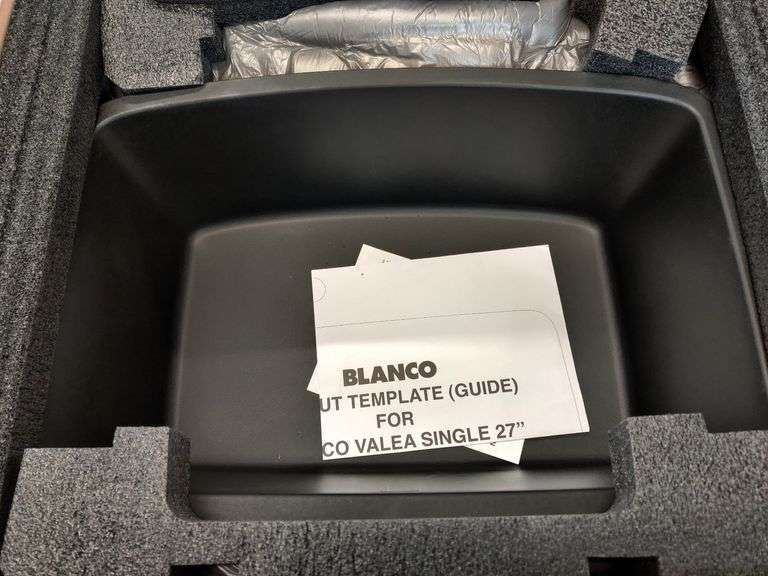 BLANCO
UT TEMPLATE (GUIDE)
FOR
CO VALEA SINGLE 27”